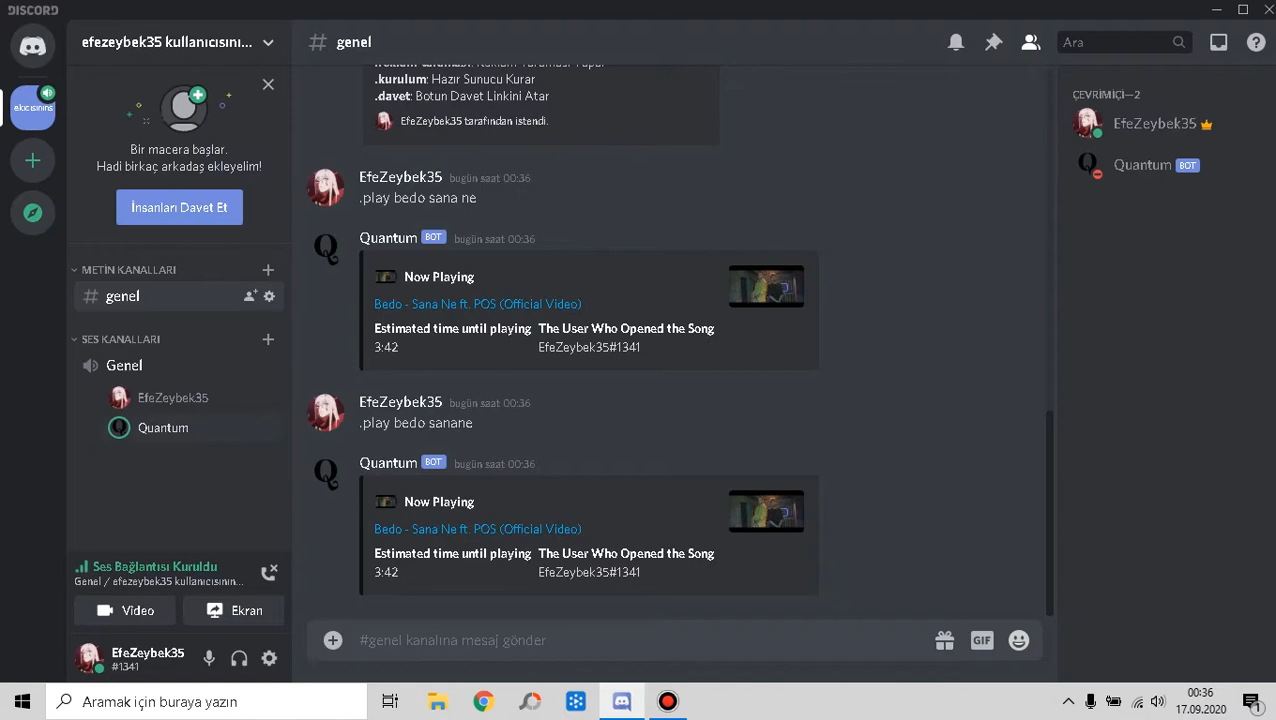 DISCORD
efezeybek35 kullanıcısını...
# genel
Ara
Bir macera başlar.
Hadi birkaç arkadaş ekleyelim!
İnsanları Davet Et
METİN KANALLARI
# genel
SES KANALLARI
Genel
EfeZeybek35
Quantum
Ses Bağlantısı Kuruldu
Genel / efezeybek35 kullanıcısının...
Video
Ekran
EfeZeybek35
#1341
.kurulum: Hazır Sunucu Kurar
.davet: Botun Davet Linkini Atar
EfeZeybek35 tarafından istendi.
EfeZeybek35 bugün saat 00:36
.play bedo sana ne
Quantum BOT bugün saat 00:36
Now Playing
Bedo - Sana Ne ft. POS (Official Video)
Estimated time until playing The User Who Opened the Song
3:42 EfeZeybek35#1341
EfeZeybek35 bugün saat 00:36
.play bedo sanane
Quantum BOT bugün saat 00:36
Now Playing
Bedo - Sana Ne ft. POS (Official Video)
Estimated time until playing The User Who Opened the Song
3:42 EfeZeybek35#1341
#genel kanalına mesaj gönder
GIF
ÇEVRİMİÇİ—2
EfeZeybek35
Quantum BOT
Aramak için buraya yazın
00:36
17.09.2020
1